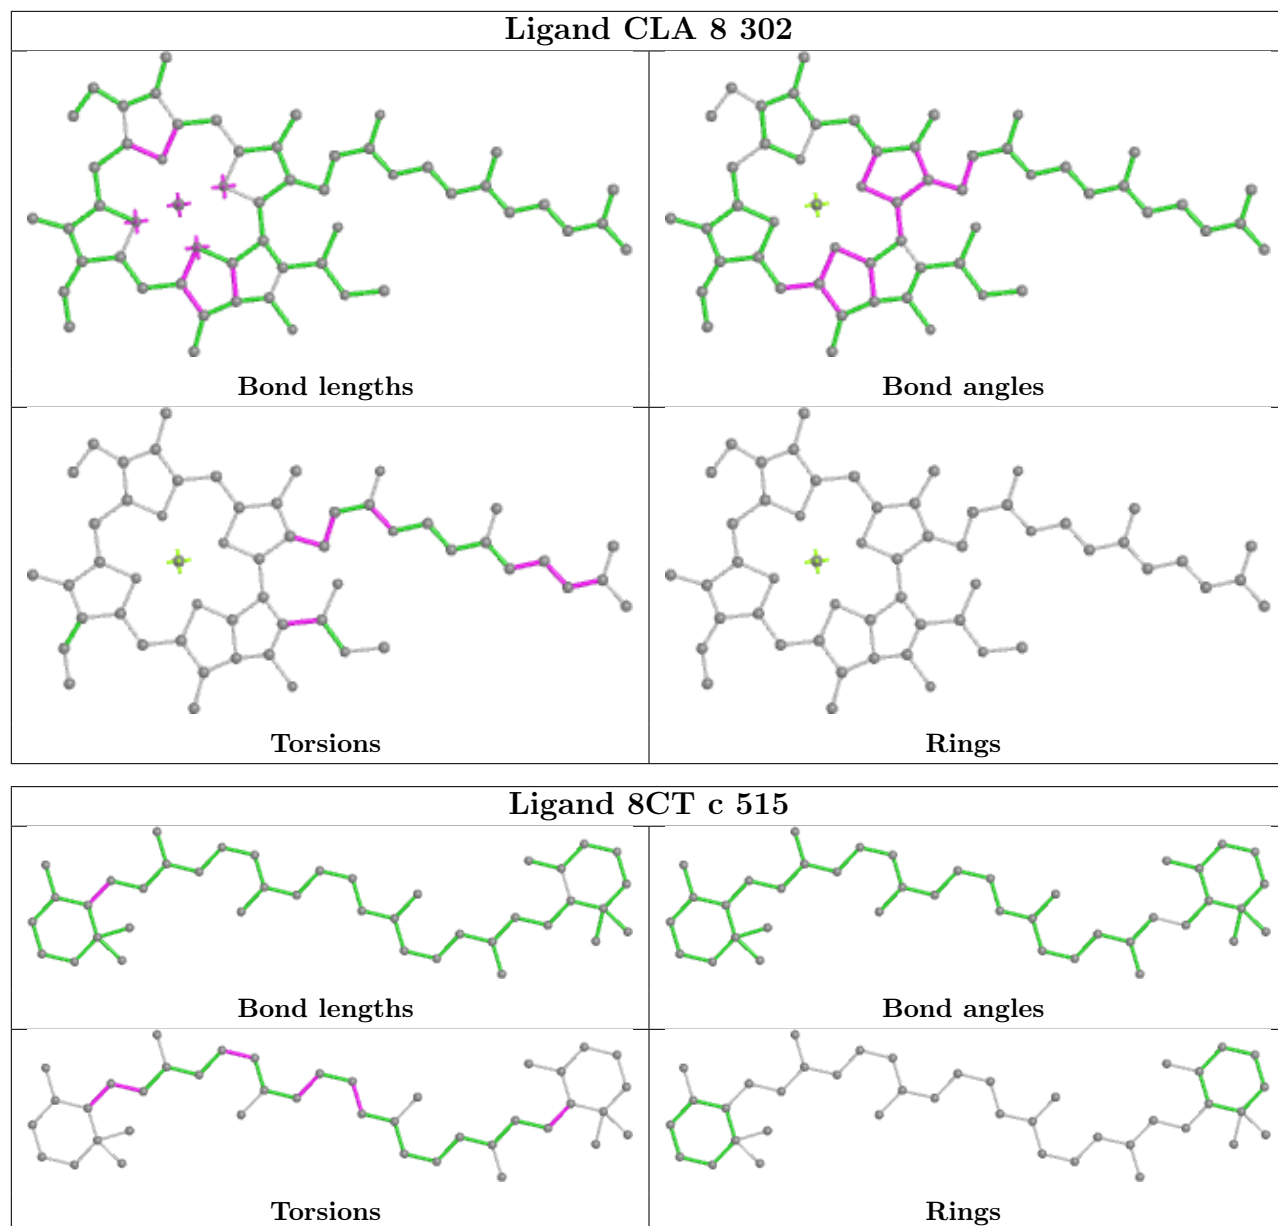 Ligand CLA 8 302
Bond lengths
Bond angles
Torsions
Rings
Ligand 8CT c 515
Bond lengths
Bond angles
Torsions
Rings